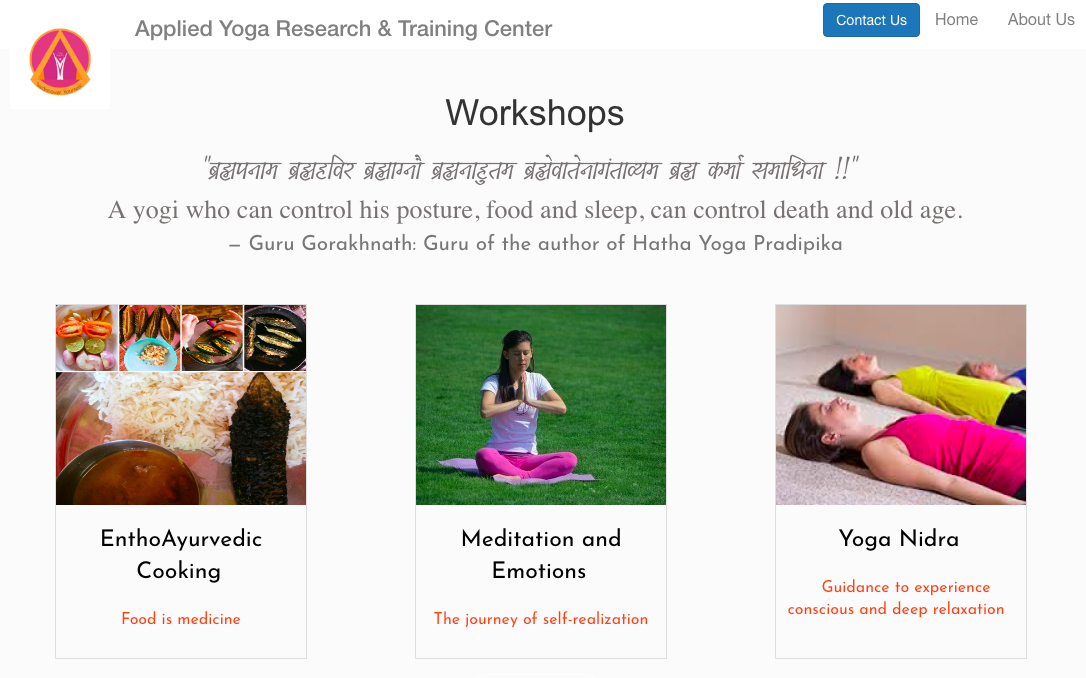 Applied Yoga Research & Training Center
Contact Us
Home
About Us
Workshops
"ब्रह्मपनाम ब्रह्महविर ब्रह्माग्नौ ब्रह्मनाहुतम ब्रह्मेवातेनागंताव्यम ब्रह्म कर्मा समाधिना !!"
A yogi who can control his posture, food and sleep, can control death and old age.
– Guru Gorakhnath: Guru of the author of Hatha Yoga Pradipika
EnthoAyurvedic
Cooking
Food is medicine
Meditation and
Emotions
The journey of self-realization
Yoga Nidra
Guidance to experience
conscious and deep relaxation